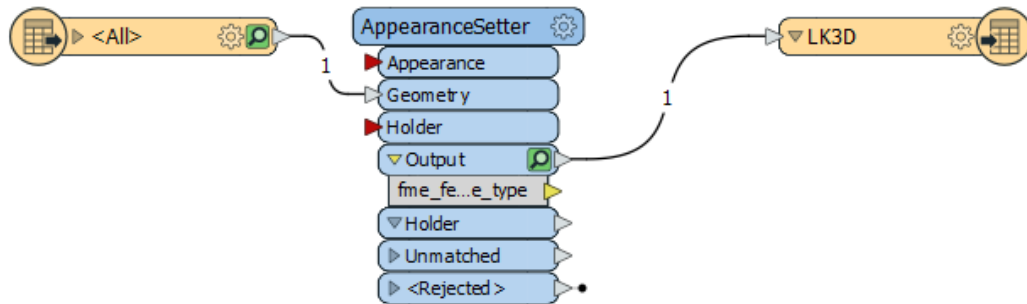 <All>
1
AppearanceSetter
Appearance
Geometry
Holder
Output
fme_fe...e_type
Holder
Unmatched
<Rejected>
1
LK3D